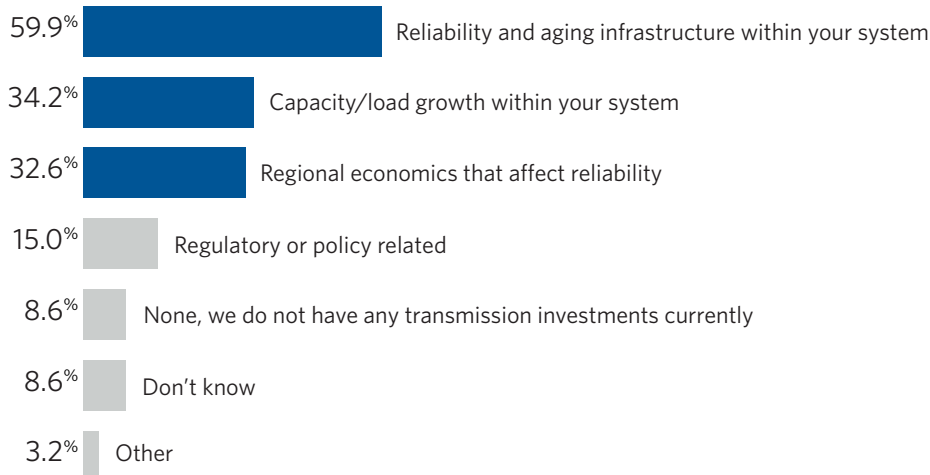 59.9% Reliability and aging infrastructure within your system
34.2% Capacity/load growth within your system
32.6% Regional economics that affect reliability
15.0% Regulatory or policy related
8.6% None, we do not have any transmission investments currently
8.6% Don’t know
3.2% Other